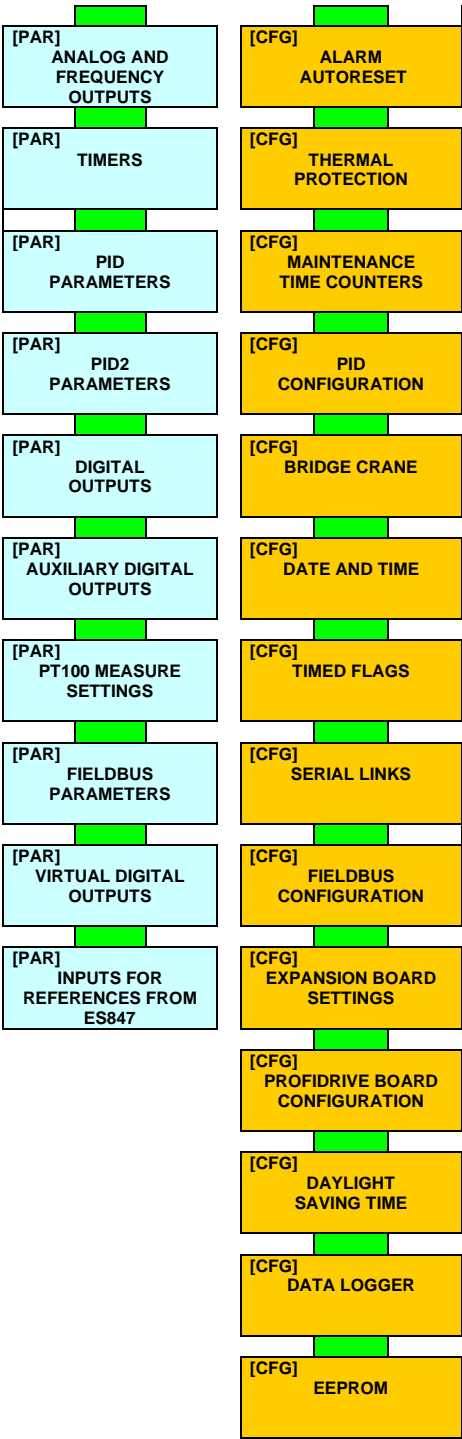 [PAR]
ANALOG AND
FREQUENCY
OUTPUTS
[PAR]
TIMERS
[PAR]
PID
PARAMETERS
[PAR]
PID2
PARAMETERS
[PAR]
DIGITAL
OUTPUTS
[PAR]
AUXILIARY DIGITAL
OUTPUTS
[PAR]
PT100 MEASURE
SETTINGS
[PAR]
FIELDBUS
PARAMETERS
[PAR]
VIRTUAL DIGITAL
OUTPUTS
[PAR]
INPUTS FOR
REFERENCES FROM
ES847
[CFG]
ALARM
AUTORESET
[CFG]
THERMAL
PROTECTION
[CFG]
MAINTENANCE
TIME COUNTERS
[CFG]
PID
CONFIGURATION
[CFG]
BRIDGE CRANE
[CFG]
DATE AND TIME
[CFG]
TIMED FLAGS
[CFG]
SERIAL LINKS
[CFG]
FIELDBUS
CONFIGURATION
[CFG]
EXPANSION BOARD
SETTINGS
[CFG]
PROFIDRIVE BOARD
CONFIGURATION
[CFG]
DAYLIGHT
SAVING TIME
[CFG]
DATA LOGGER
[CFG]
EEPROM